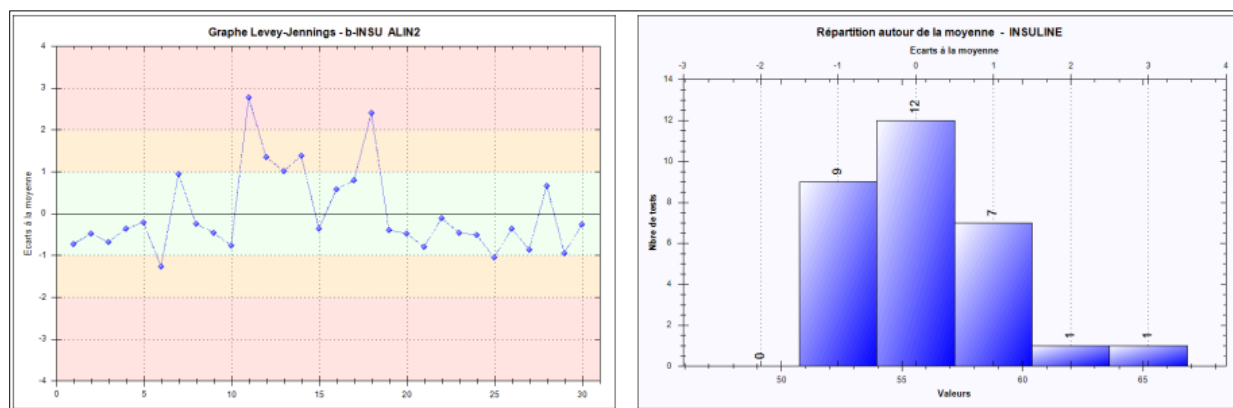 Graphe Levey-Jennings - b-INSU ALIN2
Ecarts à la moyenne
4
3
2
1
0
-1
-2
-3
-4
0 5 10 15 20 25 30
Répartition autour de la moyenne - INSULINE
Ecarts à la moyenne
-3 -2 -1 0 1 2 3 4
Nbre de tests
14
12
10
8
6
4
2
0
0 9 12 7 1 1
50 55 60 65
Valeurs